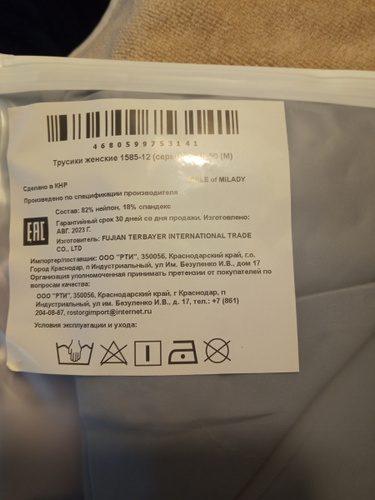 4680599753141
Трусики женские 1585-12 (серы (M)
Сделано в КНР of MILADY
Произведено по спецификации производителя
Состав: 82% нейлон, 18% спандекс
Гарантийный срок 30 дней со дня продажи. Изготовлено:
АВГ. 2023 Г.
EAC
Изготовитель: FUJIAN TERBAYER INTERNATIONAL TRADE
CO., LTD
Импортер/поставщик: ООО "РТИ", 350056, Краснодарский край, г.о.
Город Краснодар, п Индустриальный, ул Им. Безуленко И.В., дом 17
Организация уполномоченная принимать претензии от покупателей по
вопросам качества:
ООО "РТИ", 350056, Краснодарский край, г Краснодар, п
Индустриальный, ул им. Безуленко И.В., д. 17, тел.: +7 (861)
204-08-87, rostorgimport@internet.ru
Условия эксплуатации и ухода: